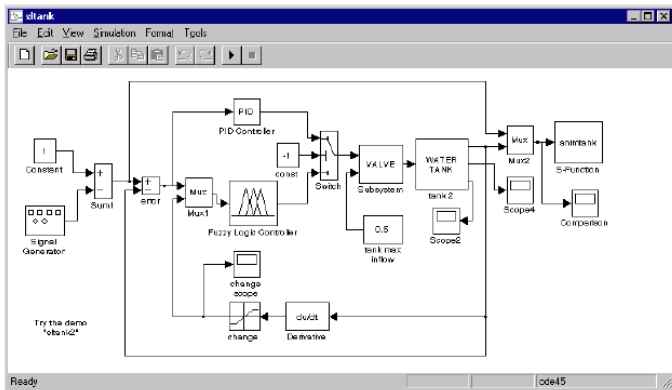 sltank
File Edit View Simulation Format Tools
PID
PID Controller
1
Constant
-1
const
Switch
VALVE
Subsystem
WATER
TANK
tank 2
Mux
Mux2
animtank
S-Function
Sum1
error
Mux
Mux1
Fuzzy Logic Controller
Signal
Generator
0.5
tank max
inflow
Scope2
Scope4
Comparison
change
scope
change
du/dt
Derivative
Try the demo
"sltank2"
Ready
ode45